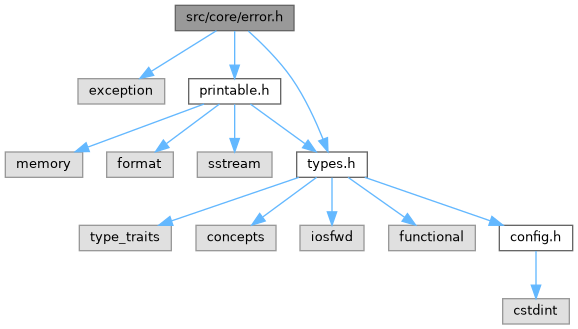 src/core/error.h
exception
printable.h
memory
format
sstream
types.h
type_traits
concepts
iosfwd
functional
config.h
cstdint